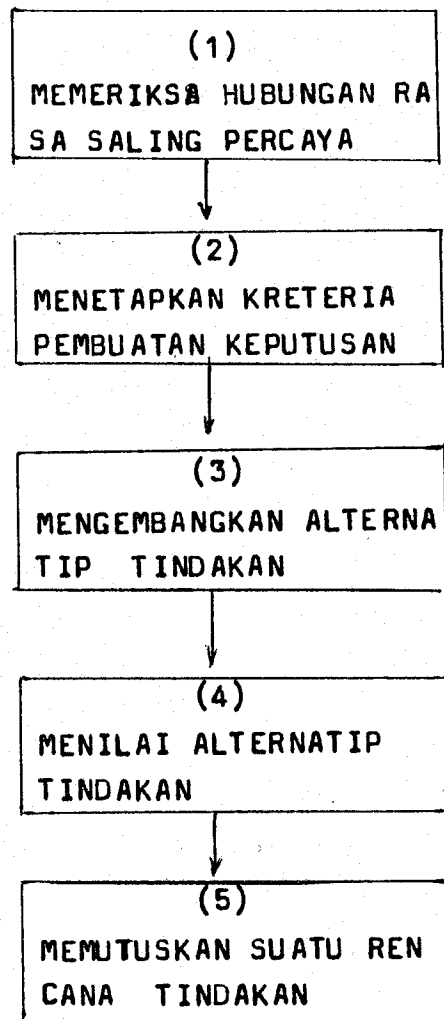 (1)
MEMERIKSA HUBUNGAN RA
SA SALING PERCAYA
(2)
MENETAPKAN KRETERIA
PEMBUATAN KEPUTUSAN
(3)
MENGEMBANGKAN ALTERNA
TIP TINDAKAN
(4)
MENILAI ALTERNATIP
TINDAKAN
(5)
MEMUTUSKAN SUATU REN
CANA TINDAKAN